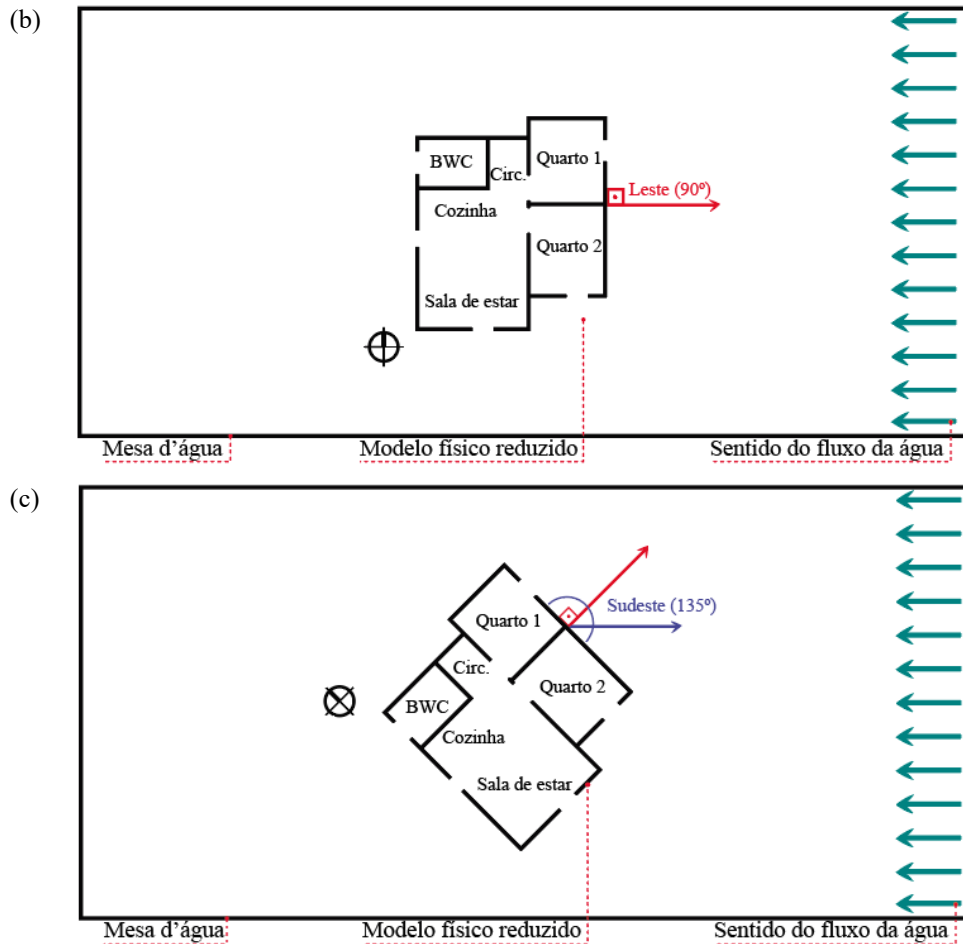 (b)
BWC
Circ.
Quarto 1
Leste (90º)
Cozinha
Quarto 2
Sala de estar
Mesa d’água
Modelo físico reduzido
Sentido do fluxo da água
(c)
Sudeste (135º)
Quarto 1
Circ.
Quarto 2
BWC
Cozinha
Sala de estar
Mesa d’água
Modelo físico reduzido
Sentido do fluxo da água